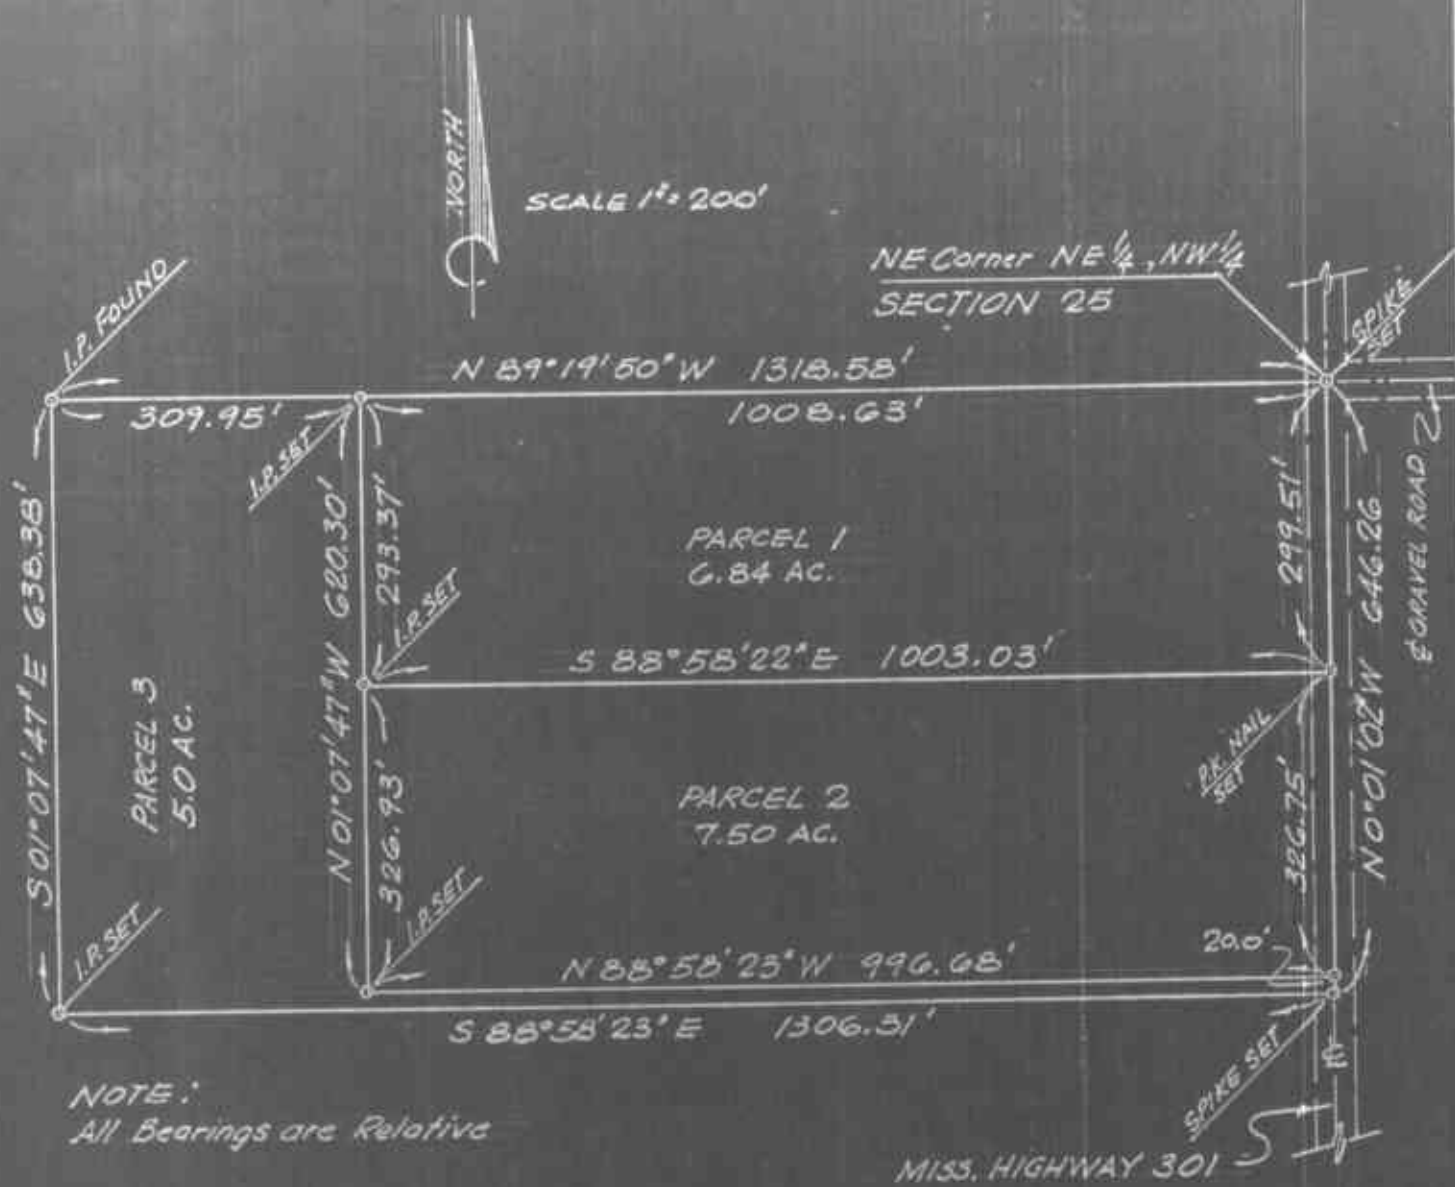 NORTH
SCALE 1"= 200'
NE Corner NE 1/4, NW 1/4
SECTION 25
SPIKE
SET
I.P. FOUND
N 89°19'50"W 1318.58'
309.95'
1008.63'
I.P. SET
S 01°07'47"E 638.38'
N 01°07'47"W 620.30'
293.37'
PARCEL 1
6.84 AC.
299.51'
N 0°01'02"W 646.26
℄ GRAVEL ROAD
I.P. SET
S 88°58'22"E 1003.03'
PARCEL 3
5.0 AC.
326.93'
PARCEL 2
7.50 AC.
P.K. NAIL
SET
326.75'
I.P. SET
I.P. SET
20.0'
N 88°58'23"W 996.68'
S 88°58'23"E 1306.31'
SPIKE SET
℄
NOTE:
All Bearings are Relative
MISS. HIGHWAY 301